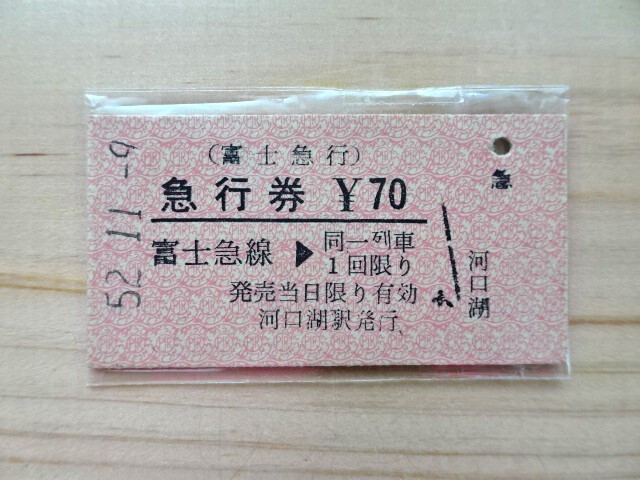 52.11.-9
(富士急行)
急行券 ¥70
富士急線 ▶ 同一列車
1回限り
発売当日限り有効
河口湖駅発行
急
河口湖